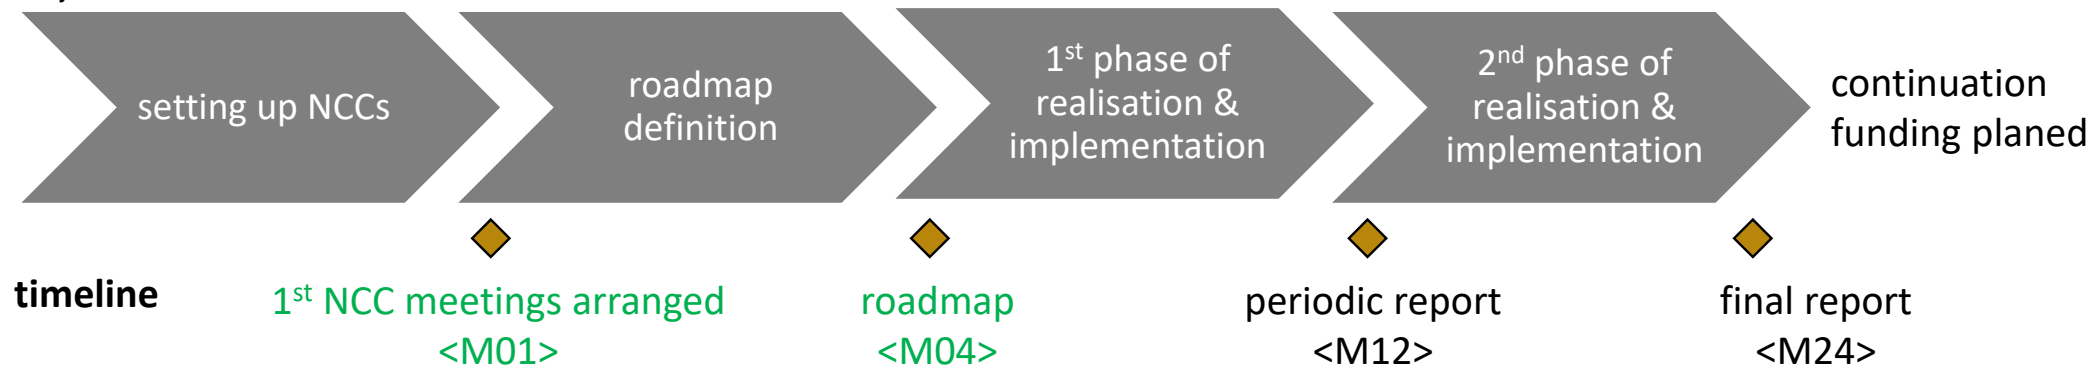 setting up NCCs
roadmap
definition
1st phase of
realisation &
implementation
2nd phase of
realisation &
implementation
continuation
funding planed
timeline
1st NCC meetings arranged
<M01>
roadmap
<M04>
periodic report
<M12>
final report
<M24>